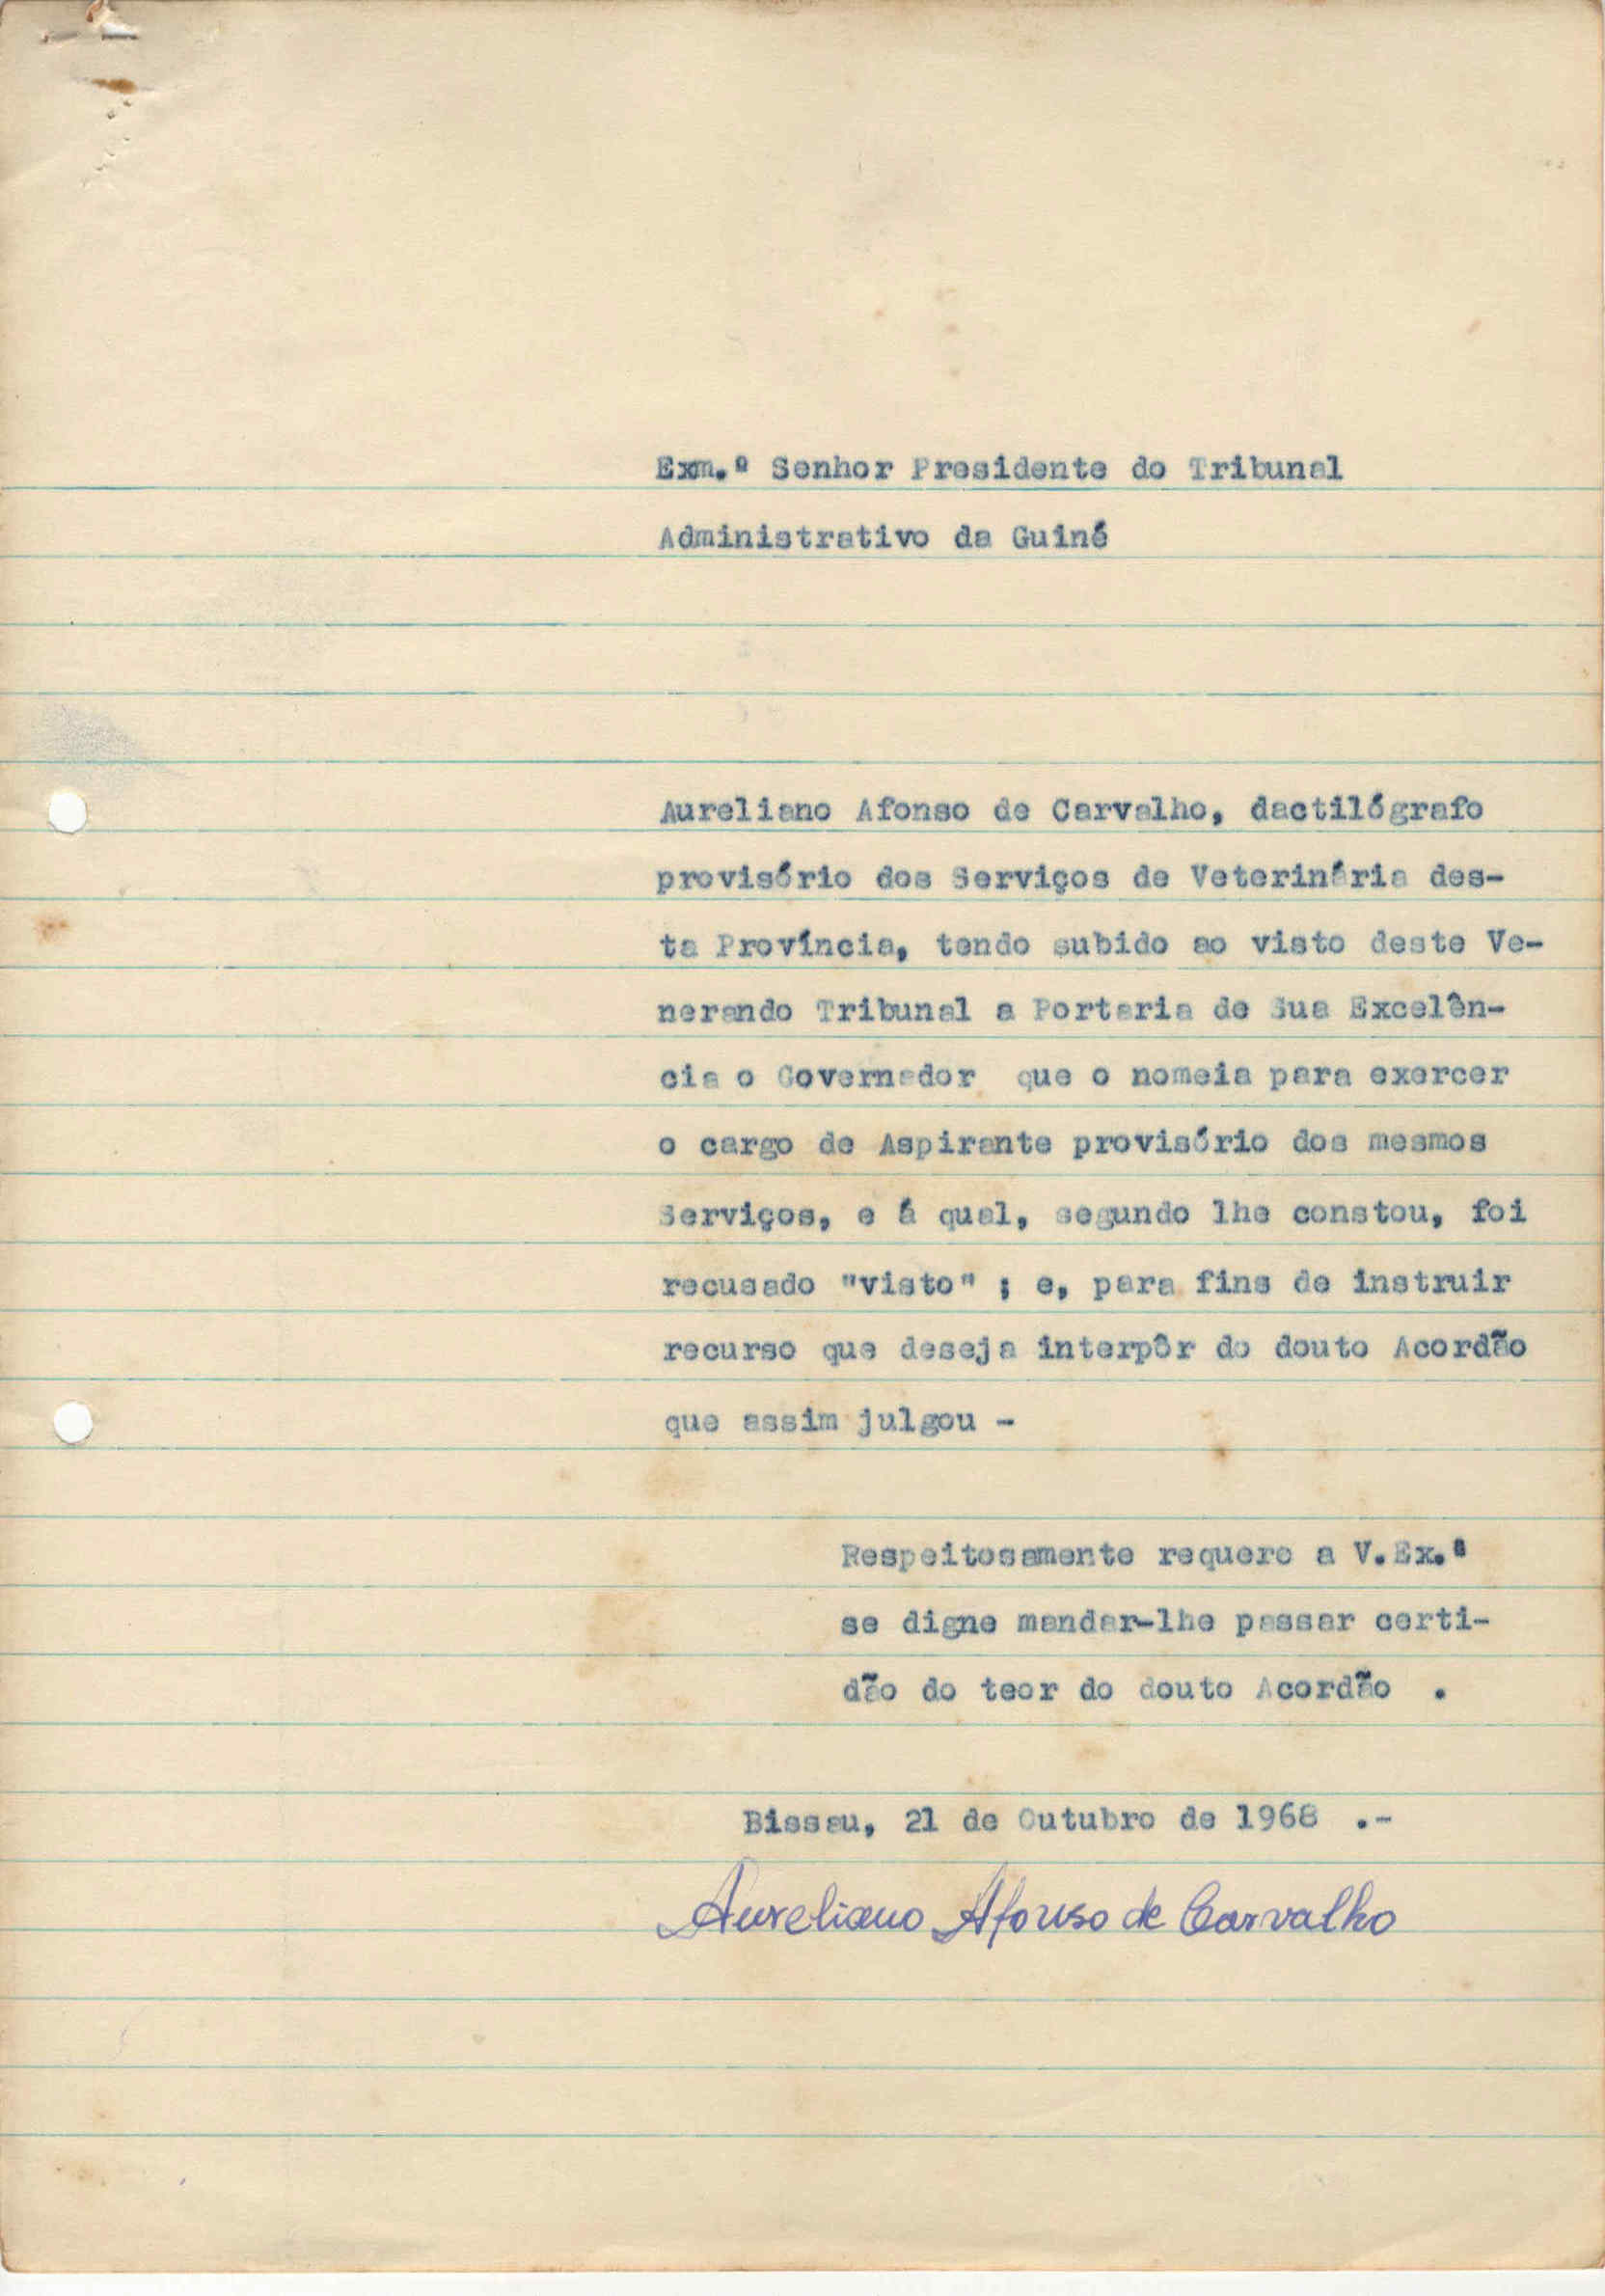 Exm.º Senhor Presidente do Tribunal
Administrativo da Guiné
Aureliano Afonso de Carvalho, dactilógrafo
provisório dos Serviços de Veterinária des-
ta Província, tendo subido ao visto deste Ve-
nerando Tribunal a Portaria de Sua Excelên-
cia o Governador que o nomeia para exercer
o cargo de Aspirante provisório dos mesmos
Serviços, e á qual, segundo lhe constou, foi
recusado "visto" ; e, para fins de instruir
recurso que deseja interpôr do douto Acordão
que assim julgou -
Respeitosamente requere a V.Ex.ª
se digne mandar-lhe passar certi-
dão do teor do douto Acordão .
Bissau, 21 de Outubro de 1968 .-
Aureliano Afonso de Carvalho